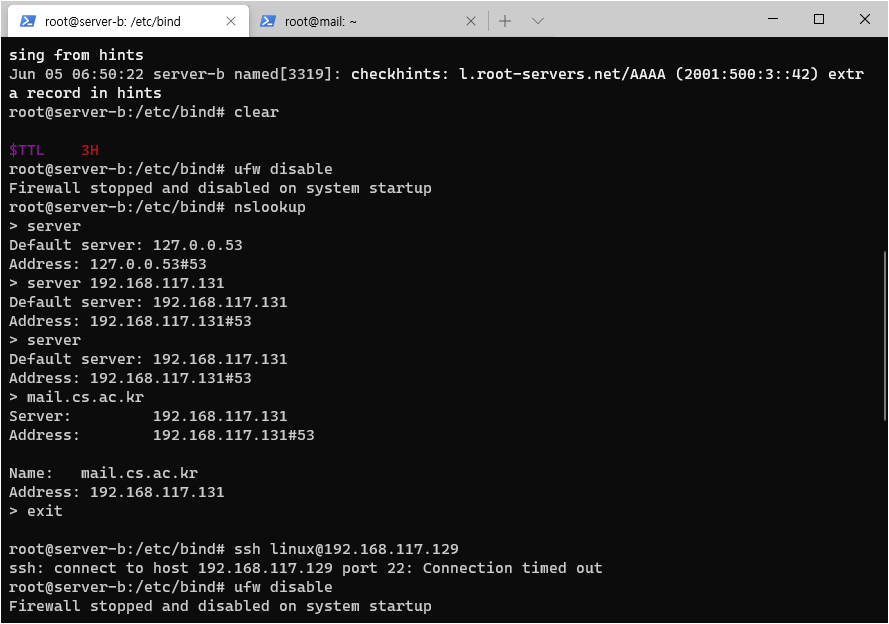 root@server-b: /etc/bind
root@mail: ~
sing from hints
Jun 05 06:50:22 server-b named[3319]: checkhints: l.root-servers.net/AAAA (2001:500:3::42) extr
a record in hints
root@server-b:/etc/bind# clear
$TTL    3H
root@server-b:/etc/bind# ufw disable
Firewall stopped and disabled on system startup
root@server-b:/etc/bind# nslookup
> server
Default server: 127.0.0.53
Address: 127.0.0.53#53
> server 192.168.117.131
Default server: 192.168.117.131
Address: 192.168.117.131#53
> server
Default server: 192.168.117.131
Address: 192.168.117.131#53
> mail.cs.ac.kr
Server:         192.168.117.131
Address:        192.168.117.131#53
Name:   mail.cs.ac.kr
Address: 192.168.117.131
> exit
root@server-b:/etc/bind# ssh linux@192.168.117.129
ssh: connect to host 192.168.117.129 port 22: Connection timed out
root@server-b:/etc/bind# ufw disable
Firewall stopped and disabled on system startup